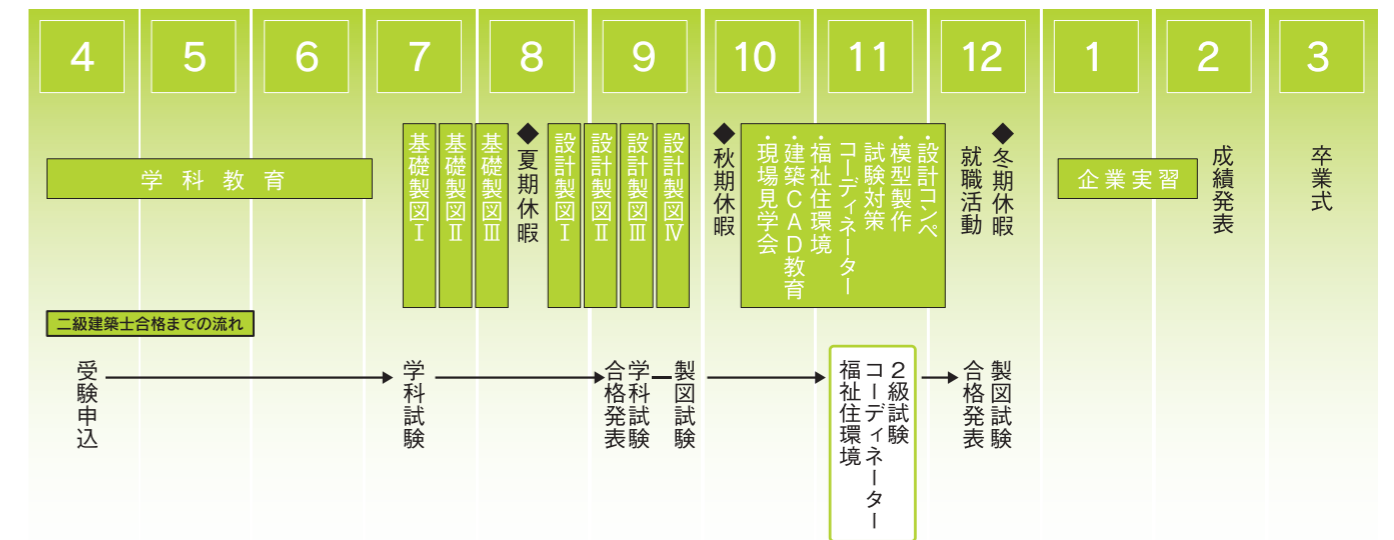 4
5
6
7
8
9
10
11
12
1
2
3
学科教育
基礎製図Ⅰ
基礎製図Ⅱ
基礎製図Ⅲ
◆夏期休暇
設計製図Ⅰ
設計製図Ⅱ
設計製図Ⅲ
設計製図Ⅳ
◆秋期休暇
・設計コンペ
・模型製作
・福祉住環境
コーディネーター
試験対策
・建築CAD教育
・現場見学会
◆冬期休暇
就職活動
企業実習
成績発表
卒業式
二級建築士合格までの流れ
受験申込
学科試験
学科試験
合格発表
製図試験
福祉住環境
コーディネーター
2級試験
製図試験
合格発表